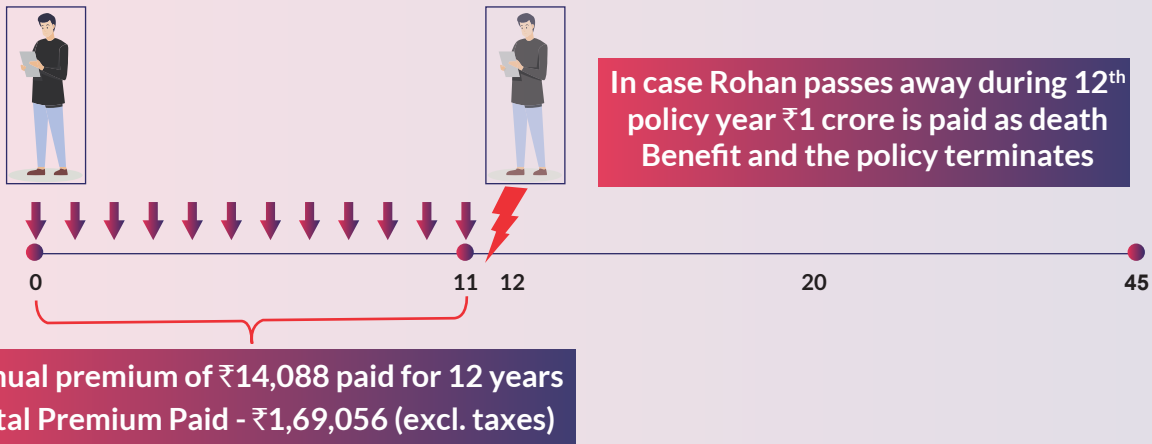 In case Rohan passes away during 12th
policy year ₹1 crore is paid as death
Benefit and the policy terminates
0 11 12 20 45
nual premium of ₹14,088 paid for 12 years
tal Premium Paid - ₹1,69,056 (excl. taxes)